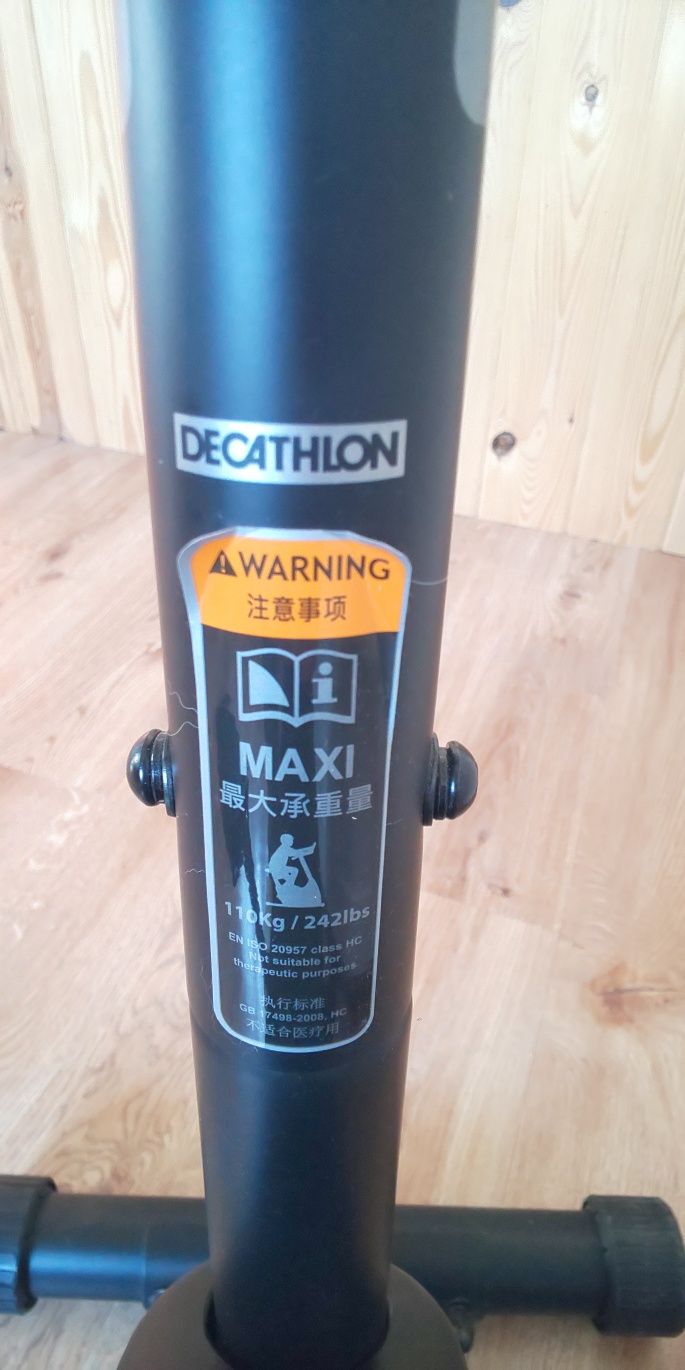 DECATHLON
WARNING
注意事项
i
MAXI
最大承重量
110Kg / 242lbs
EN ISO 20957 class HC
Not suitable for
therapeutic purposes
执行标准
GB 17498-2008, HC
不适合医疗用